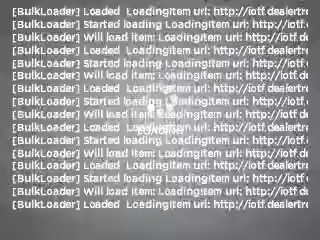 [BulkLoader] Loaded LoadingItem url: http://iotf.dealertr
[BulkLoader] Started loading LoadingItem url: http://iotf.
[BulkLoader] Will load item: LoadingItem url: http://iotf.de
[BulkLoader] Loaded LoadingItem url: http://iotf.dealertr
[BulkLoader] Started loading LoadingItem url: http://iotf.
[BulkLoader] Will load item: LoadingItem url: http://iotf.de
[BulkLoader] Loaded LoadingItem url: http://iotf.dealertr
[BulkLoader] Started loading LoadingItem url: http://iotf.d
[BulkLoader] Will load item LoadingItem url: http://iotf.de
[BulkLoader] Loaded LoadingItem url: http://iotf.dealertr
[BulkLoader] Started loading LoadingItem url: http://iotf.d
[BulkLoader] Will load item: LoadingItem url: http://iotf.de
[BulkLoader] Loaded LoadingItem url: http://iotf.dealertr
[BulkLoader] Started loading LoadingItem url: http://iotf.d
[BulkLoader] Will load item: LoadingItem url: http://iotf.de
[BulkLoader] Loaded LoadingItem url: http://iotf.dealertr